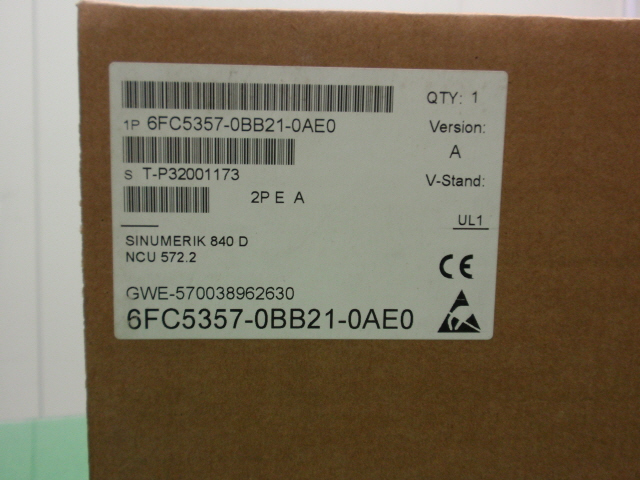 QTY: 1
1P 6FC5357-0BB21-0AE0
Version:
A
S T-P32001173
V-Stand:
2P E A
UL1
SINUMERIK 840 D
NCU 572.2
CE
GWE-570038962630
6FC5357-0BB21-0AE0